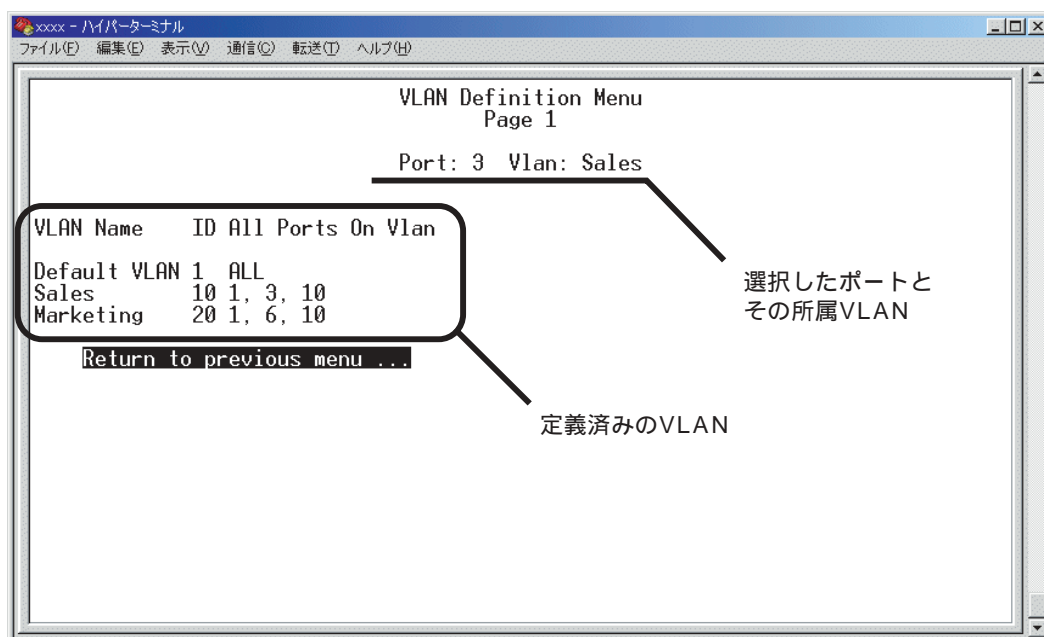 xxxx - ハイパーターミナル
ファイル(F) 編集(E) 表示(V) 通信(C) 転送(T) ヘルプ(H)
VLAN Definition Menu
Page 1
Port: 3 Vlan: Sales
VLAN Name ID All Ports On Vlan
Default VLAN 1 ALL
Sales 10 1, 3, 10
Marketing 20 1, 6, 10
Return to previous menu ...
選択したポートと
その所属VLAN
定義済みのVLAN